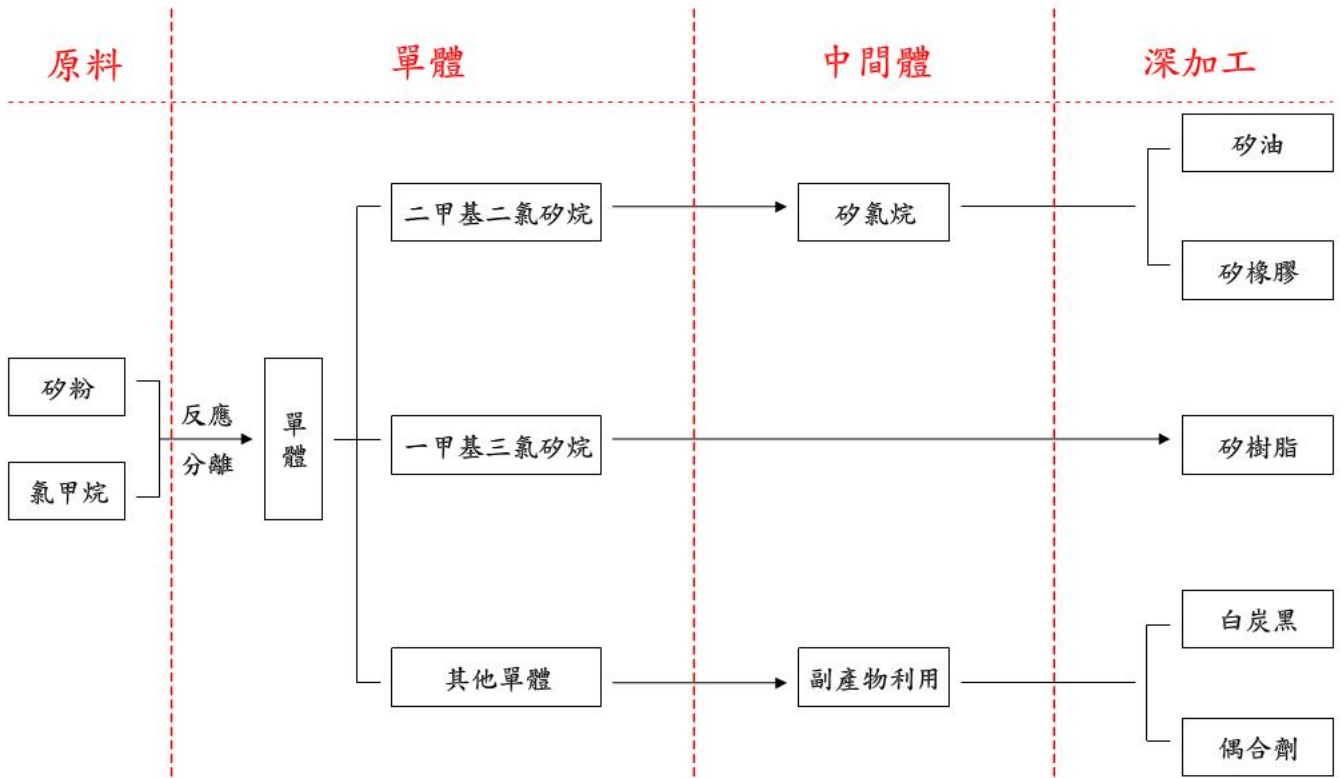 原料
單體
中間體
深加工
矽粉
氯甲烷
反應
分離
單體
二甲基二氯矽烷
一甲基三氯矽烷
其他單體
矽氯烷
副產物利用
矽油
矽橡膠
矽樹脂
白炭黑
偶合劑